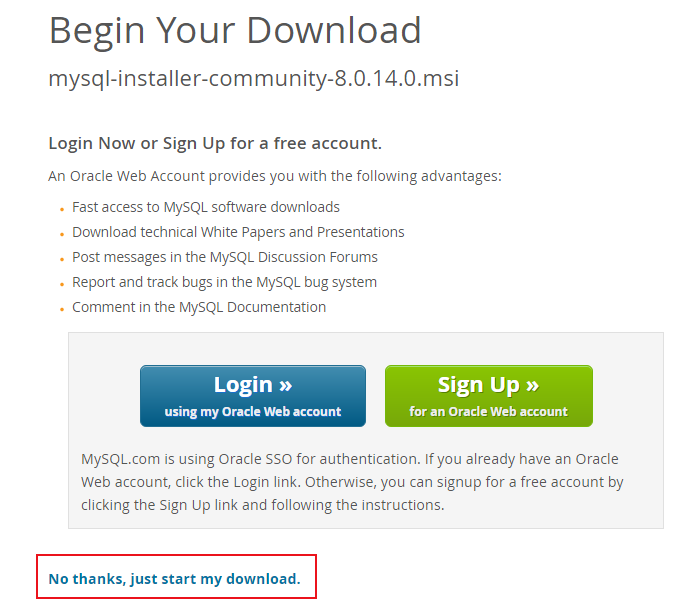 Begin Your Download
mysql-installer-community-8.0.14.0.msi
Login Now or Sign Up for a free account.
An Oracle Web Account provides you with the following advantages:
Fast access to MySQL software downloads
Download technical White Papers and Presentations
Post messages in the MySQL Discussion Forums
Report and track bugs in the MySQL bug system
Comment in the MySQL Documentation
Login »
using my Oracle Web account
Sign Up »
for an Oracle Web account
MySQL.com is using Oracle SSO for authentication. If you already have an Oracle
Web account, click the Login link. Otherwise, you can signup for a free account by
clicking the Sign Up link and following the instructions.
No thanks, just start my download.